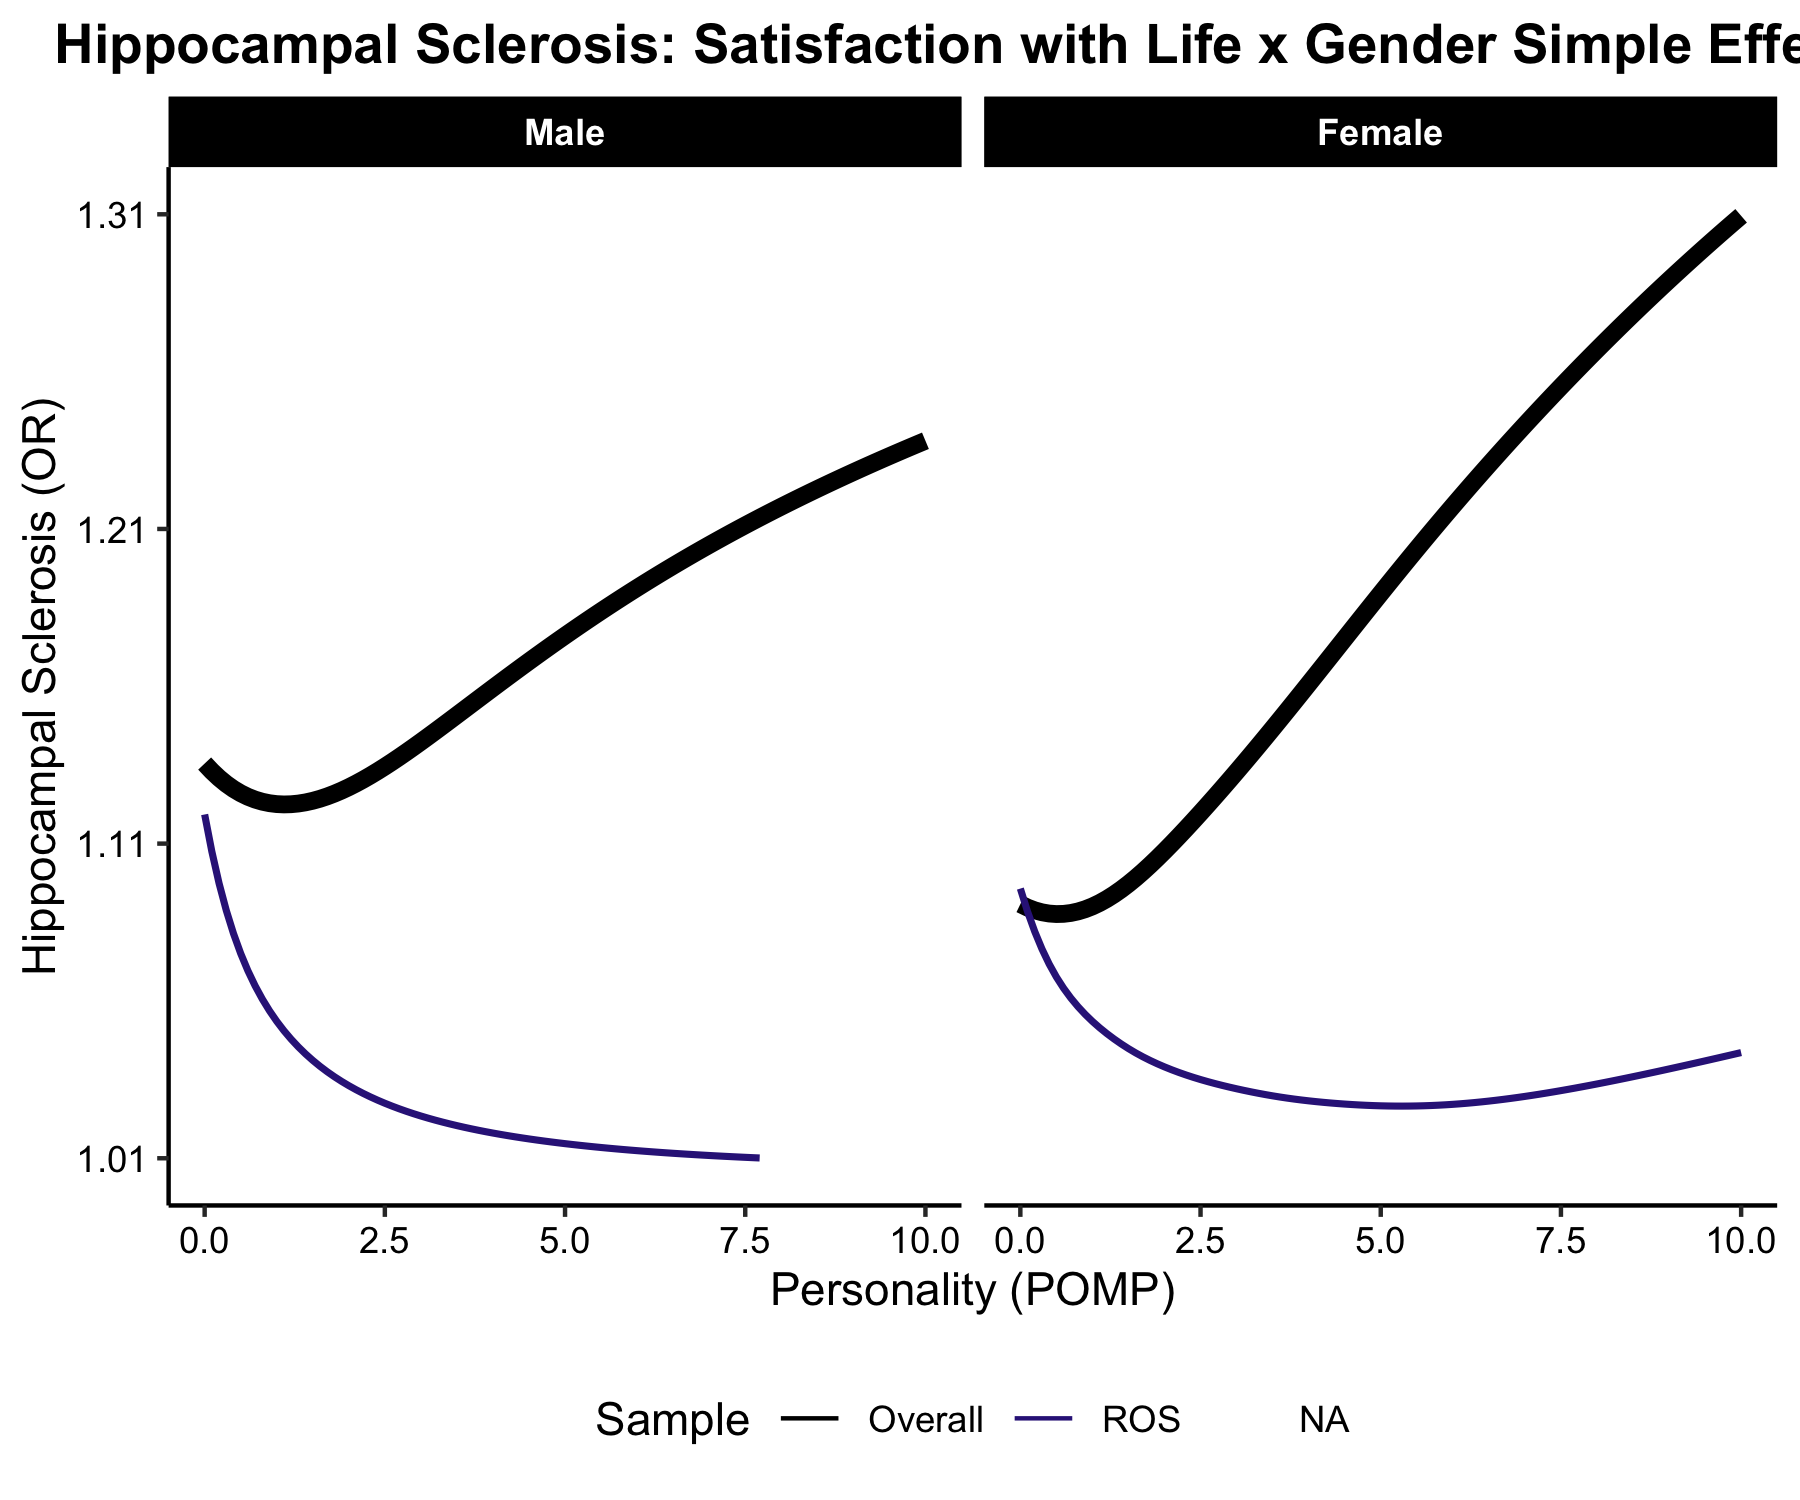 Hippocampal Sclerosis: Satisfaction with Life x Gender Simple Effe
Male
Female
Hippocampal Sclerosis (OR)
1.31
1.21
1.11
1.01
0.0 2.5 5.0 7.5 10.0
0.0 2.5 5.0 7.5 10.0
Personality (POMP)
Sample Overall ROS NA